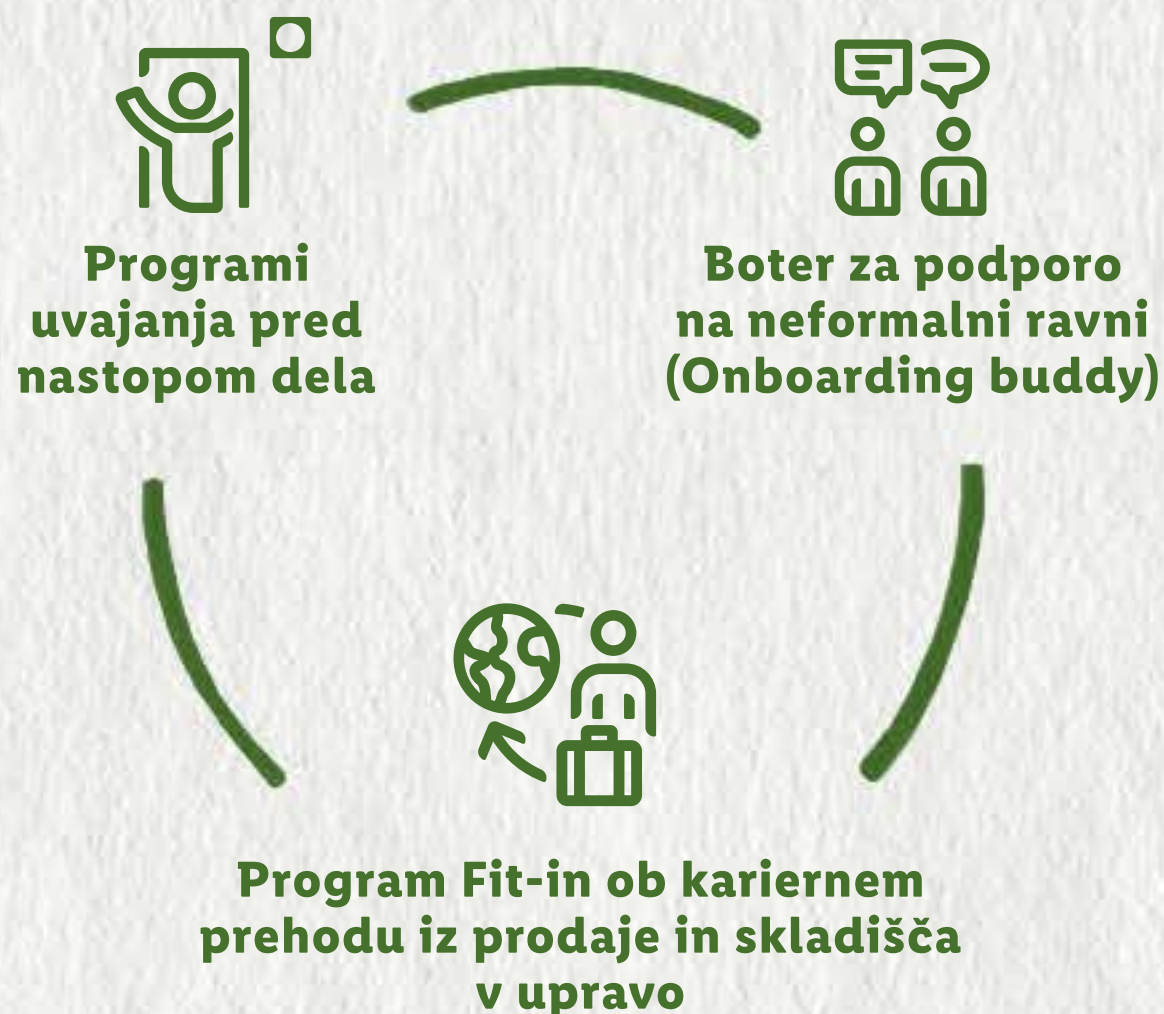 Programi
uvajanja pred
nastopom dela
Boter za podporo
na neformalni ravni
(Onboarding buddy)
Program Fit-in ob kariernem
prehodu iz prodaje in skladišča
v upravo